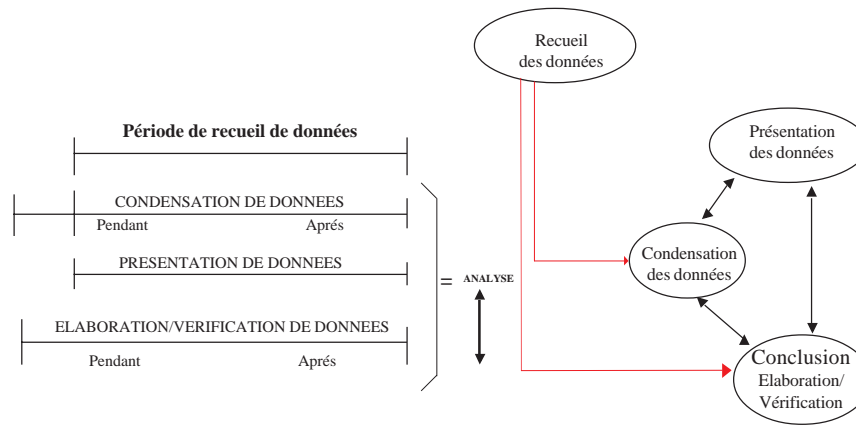 Recueil
des données
Période de recueil de données
Présentation
des données
CONDENSATION DE DONNEES
Pendant Aprés
Condensation
des données
PRESENTATION DE DONNEES
= ANALYSE
ELABORATION/VERIFICATION DE DONNEES
Pendant Aprés
Conclusion
Elaboration/
Vérification